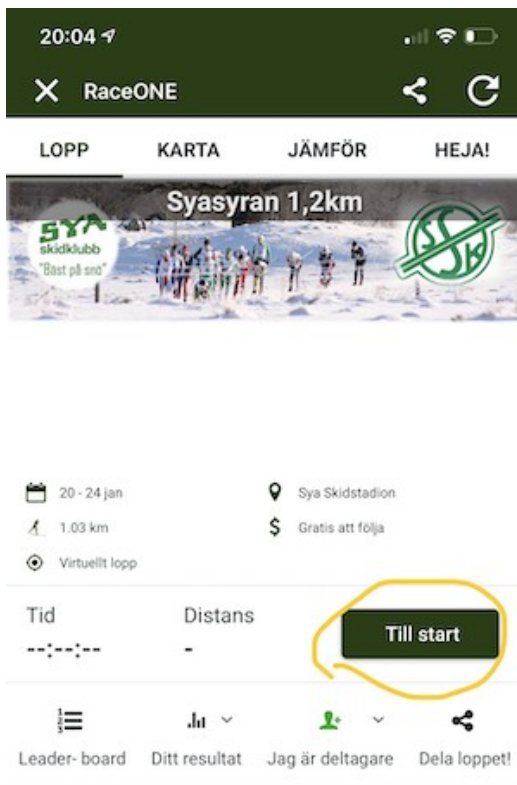 20:04
RaceONE
LOPP KARTA JÄMFÖR HEJA!
Syasyran 1,2km
SYA
skidklubb
"Bäst på snö"
SSK
20 - 24 jan
Sya Skidstadion
1.03 km
Gratis att följa
Virtuellt lopp
Tid Distans
--:--:-- -
Till start
Leader- board Ditt resultat Jag är deltagare Dela loppet!